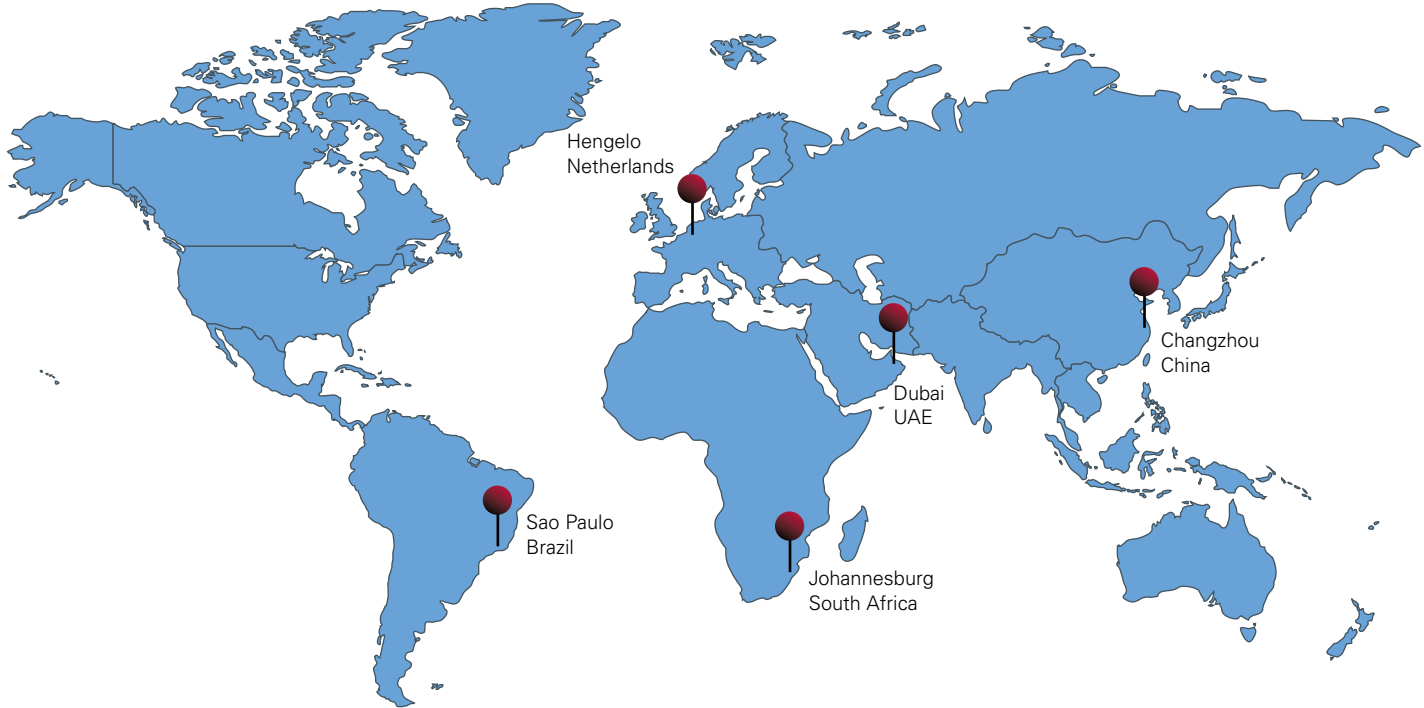 Hengelo
Netherlands
Changzhou
China
Dubai
UAE
Sao Paulo
Brazil
Johannesburg
South Africa